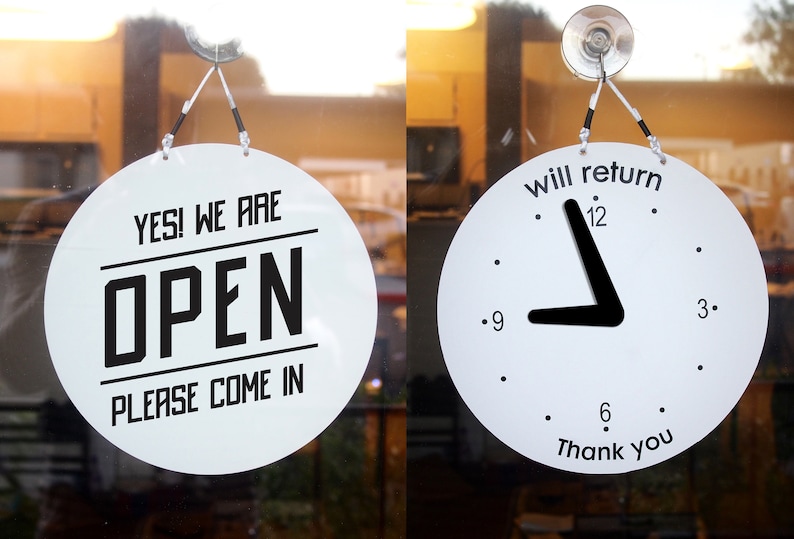 YES! WE ARE
OPEN
PLEASE COME IN
will return
12
9
3
6
Thank you